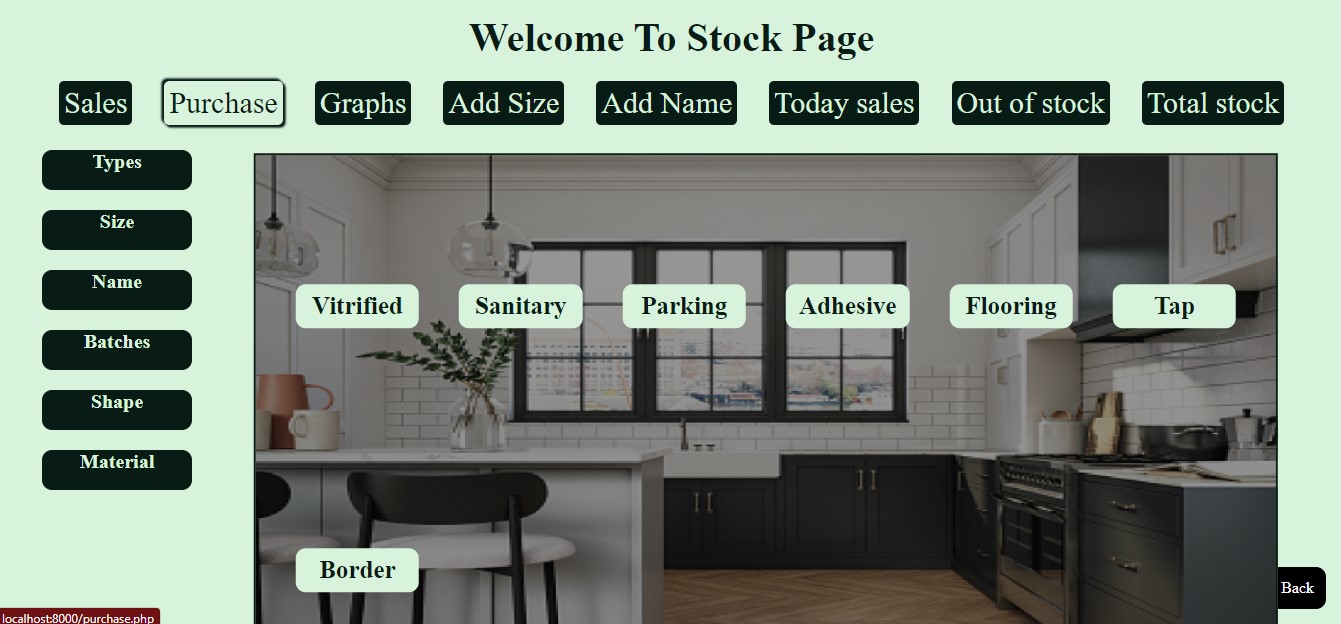 Welcome To Stock Page
Sales Purchase Graphs Add Size Add Name Today sales Out of stock Total stock
Types
Size
Name
Batches
Shape
Material
Vitrified Sanitary Parking Adhesive Flooring Tap
Border
Back
localhost:8000/purchase.php